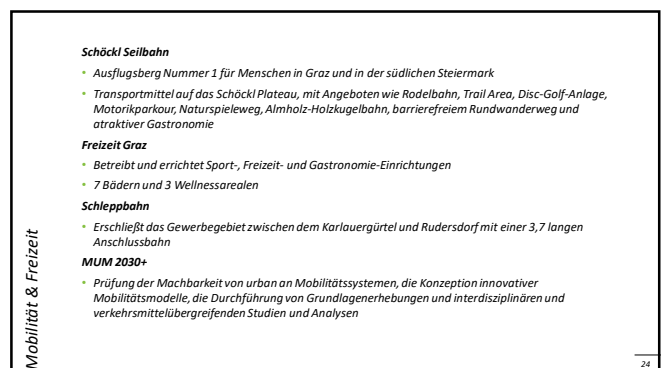 Schöckl Seilbahn
• Ausflugsberg Nummer 1 für Menschen in Graz und in der südlichen Steiermark
• Transportmittel auf das Schöckl Plateau, mit Angeboten wie Rodelbahn, Trail Area, Disc-Golf-Anlage,
Motorikparkour, Naturspieleweg, Almholz-Holzkugelbahn, barrierefreiem Rundwanderweg und
atraktiver Gastronomie
Freizeit Graz
• Betreibt und errichtet Sport-, Freizeit- und Gastronomie-Einrichtungen
• 7 Bädern und 3 Wellnessarealen
Schleppbahn
• Erschließt das Gewerbegebiet zwischen dem Karlauergürtel und Rudersdorf mit einer 3,7 langen
Anschlussbahn
MUM 2030+
• Prüfung der Machbarkeit von urban an Mobilitätssystemen, die Konzeption innovativer
Mobilitätsmodelle, die Durchführung von Grundlagenerhebungen und interdisziplinären und
verkehrsmittelübergreifenden Studien und Analysen
Mobilität & Freizeit
24